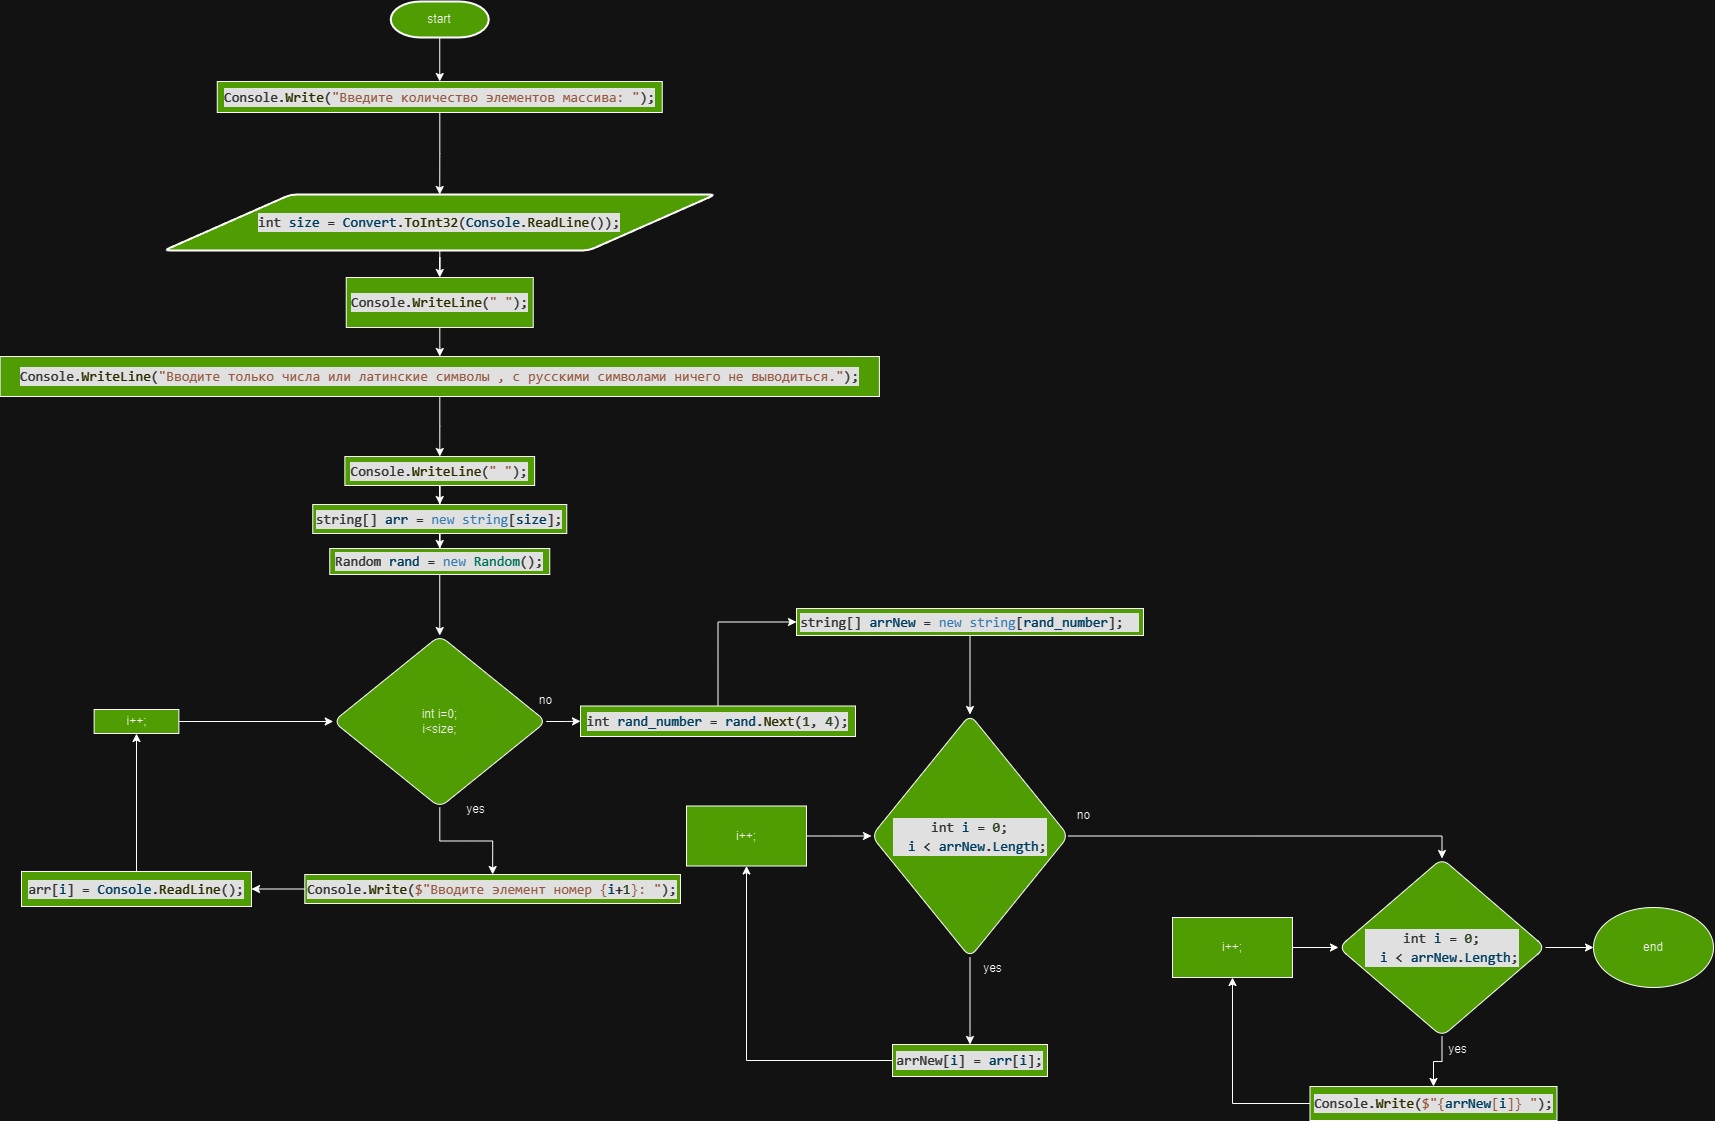 start
Console.Write("Введите количество элементов массива: ");
int size = Convert.ToInt32(Console.ReadLine());
Console.WriteLine(" ");
Console.WriteLine("Вводите только числа или латинские символы , с русскими символами ничего не выводиться.");
Console.WriteLine(" ");
string[] arr = new string[size];
Random rand = new Random();
int i=0;
i<size;
no
yes
Console.Write($"Введите элемент номер {i+1}: ");
arr[i] = Console.ReadLine();
i++;
int rand_number = rand.Next(1, 4);
string[] arrNew = new string[rand_number];
int i = 0;
i < arrNew.Length;
no
yes
arrNew[i] = arr[i];
i++;
int i = 0;
i < arrNew.Length;
yes
Console.Write($"{arrNew[i]} ");
i++;
end